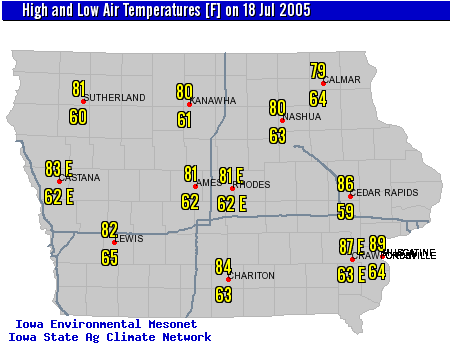 High and Low Air Temperatures [F] on 18 Jul 2005
79
CALMAR
64
81
SUTHERLAND
60
80
KANAWHA
61
80
NASHUA
63
83 E
CASTANA
62 E
81
AMES
62
81 E
RHODES
62 E
86
CEDAR RAPIDS
59
82
LEWIS
65
87 E
63 E
89
MUSCATINE
64
84
CHARITON
63
Iowa Environmental Mesonet
Iowa State Ag Climate Network